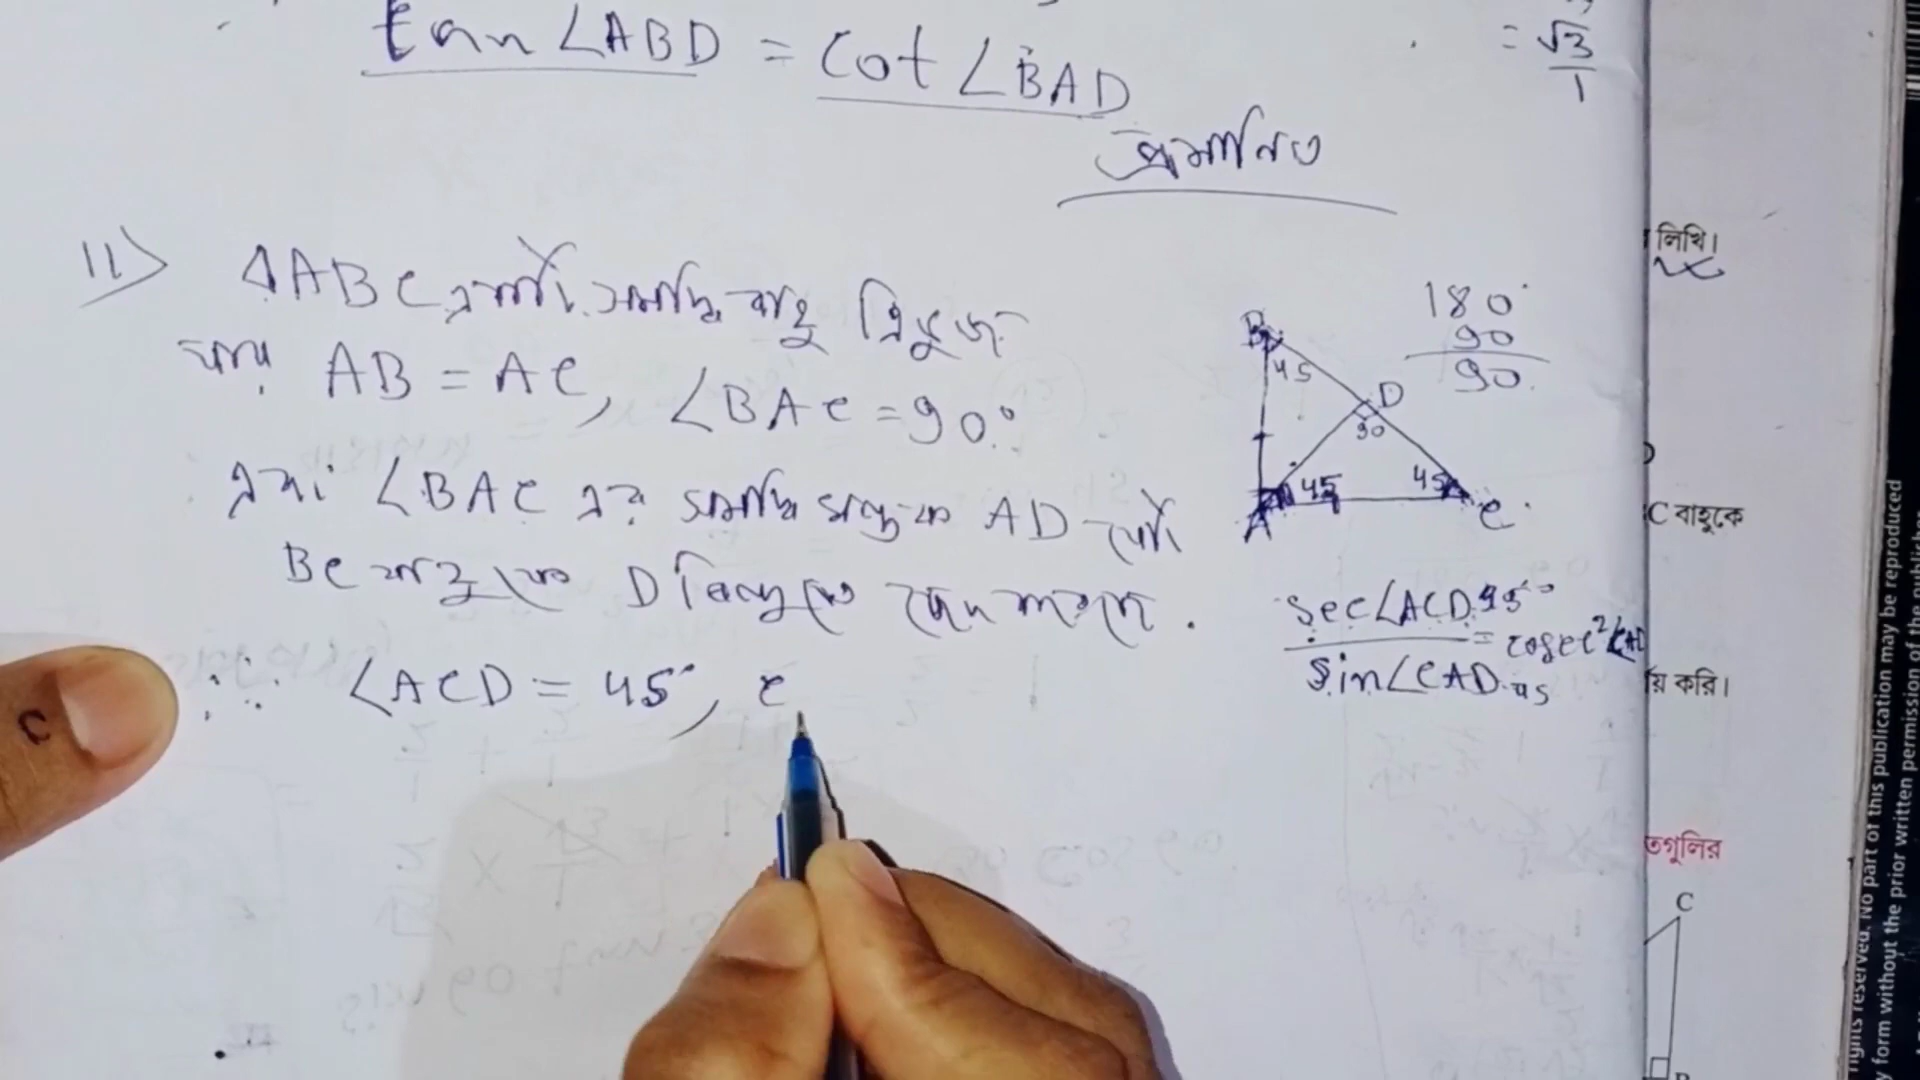 tan∠ABD = cot∠BAD
= √3/1
প্রমানিত
11) ΔABC একটি সমদ্বিবাহু ত্রিভুজ
যার AB = AC, ∠BAC = 90°
এবং ∠BAC এর সমদ্বিখন্ডক AD
BC বাহুকে D বিন্দুতে ছেদ করেছে.
∴ ∠ACD = 45°, c
180°
90
90.
B
45
D
90
45
45
A
C
sec∠ACD 45° = cosec²∠CAD
sin∠CAD 45
C
লিখি।
C বাহুকে
য় করি।
তগুলির
C
B
rights reserved. No part of this publication may be reproduced
y form without the prior written permission of the publisher.